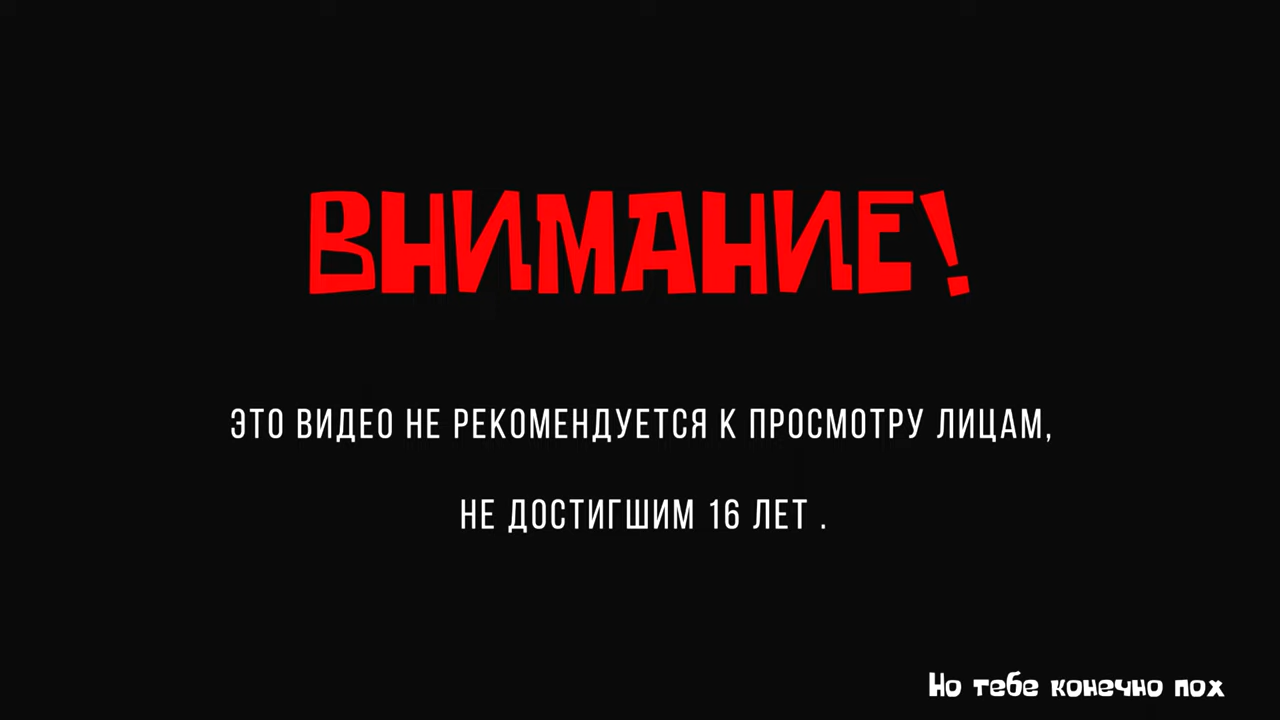 ВНИМАНИЕ!
ЭТО ВИДЕО НЕ РЕКОМЕНДУЕТСЯ К ПРОСМОТРУ ЛИЦАМ,
НЕ ДОСТИГШИМ 16 ЛЕТ .
Но тебе конечно пох